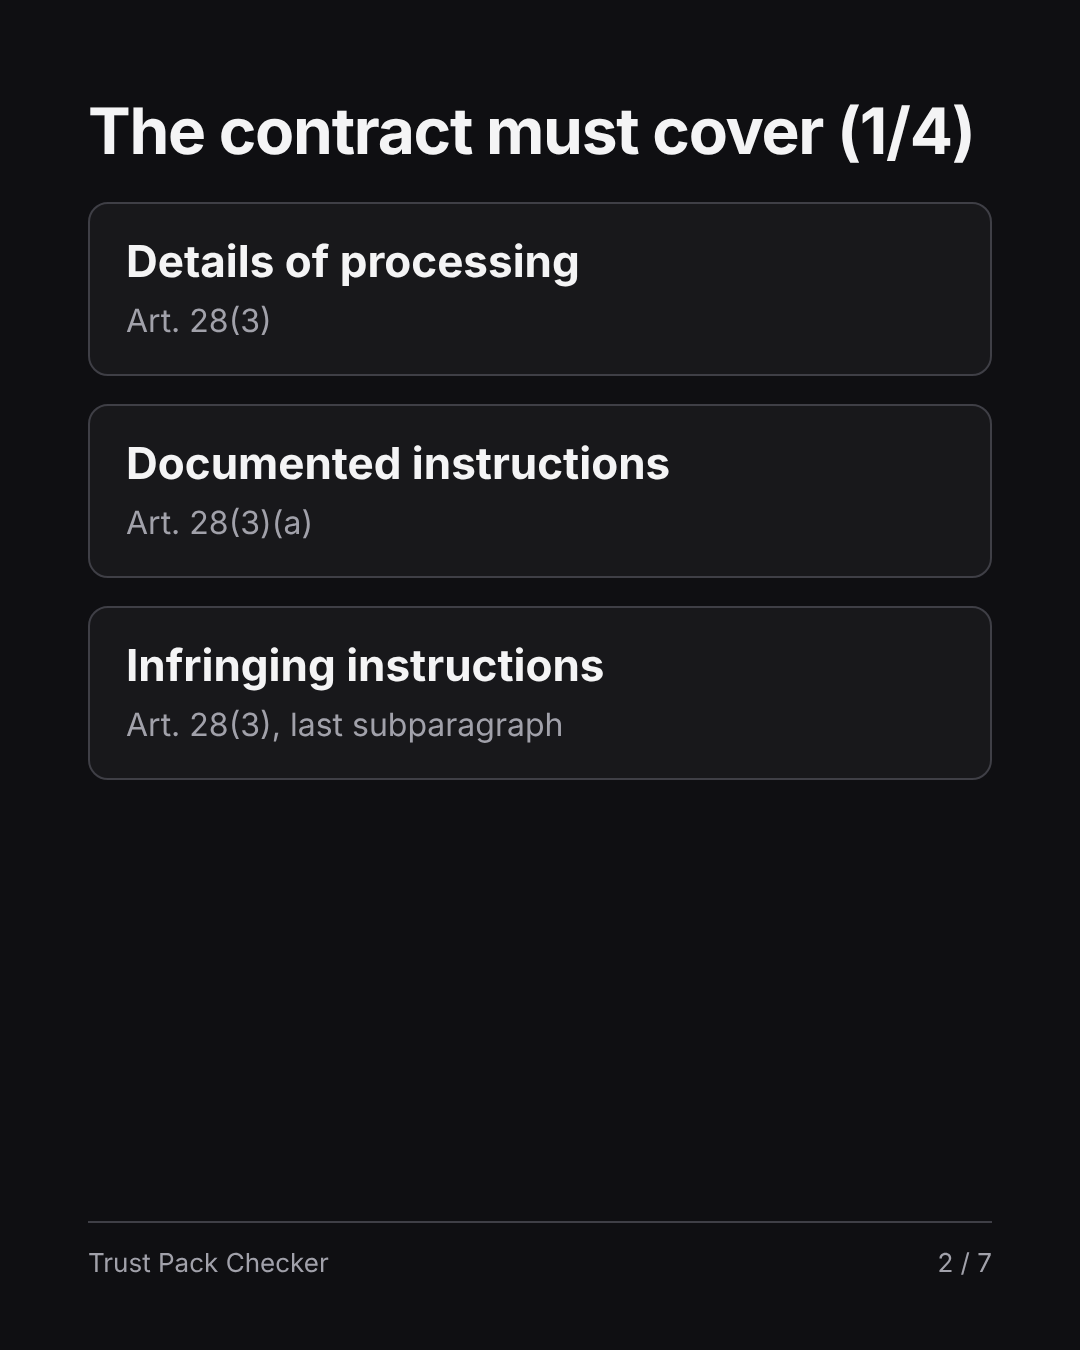 The contract must cover (1/4)
Details of processing
Art. 28(3)
Documented instructions
Art. 28(3)(a)
Infringing instructions
Art. 28(3), last subparagraph
Trust Pack Checker
2 / 7